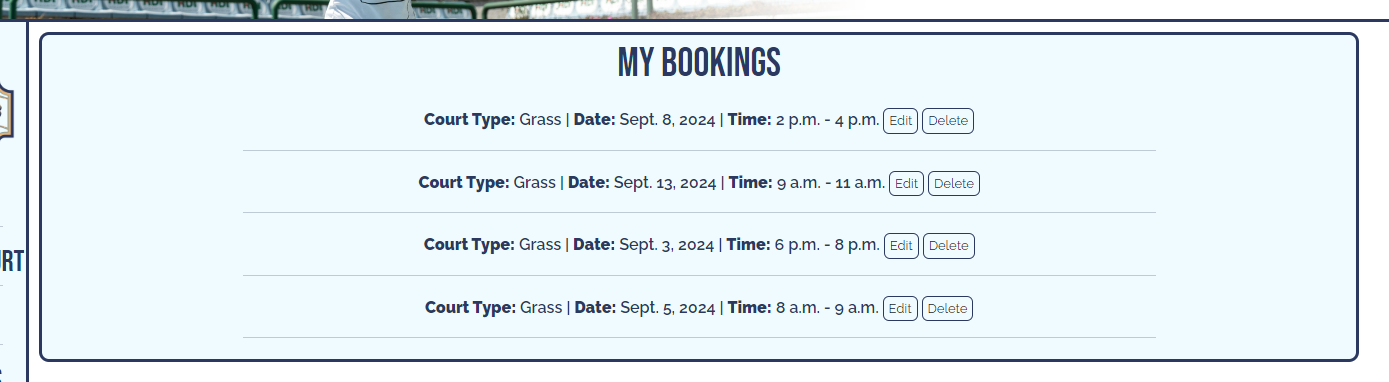 MY BOOKINGS
Court Type: Grass | Date: Sept. 8, 2024 | Time: 2 p.m. - 4 p.m. Edit Delete
Court Type: Grass | Date: Sept. 13, 2024 | Time: 9 a.m. - 11 a.m. Edit Delete
Court Type: Grass | Date: Sept. 3, 2024 | Time: 6 p.m. - 8 p.m. Edit Delete
URT
Court Type: Grass | Date: Sept. 5, 2024 | Time: 8 a.m. - 9 a.m. Edit Delete